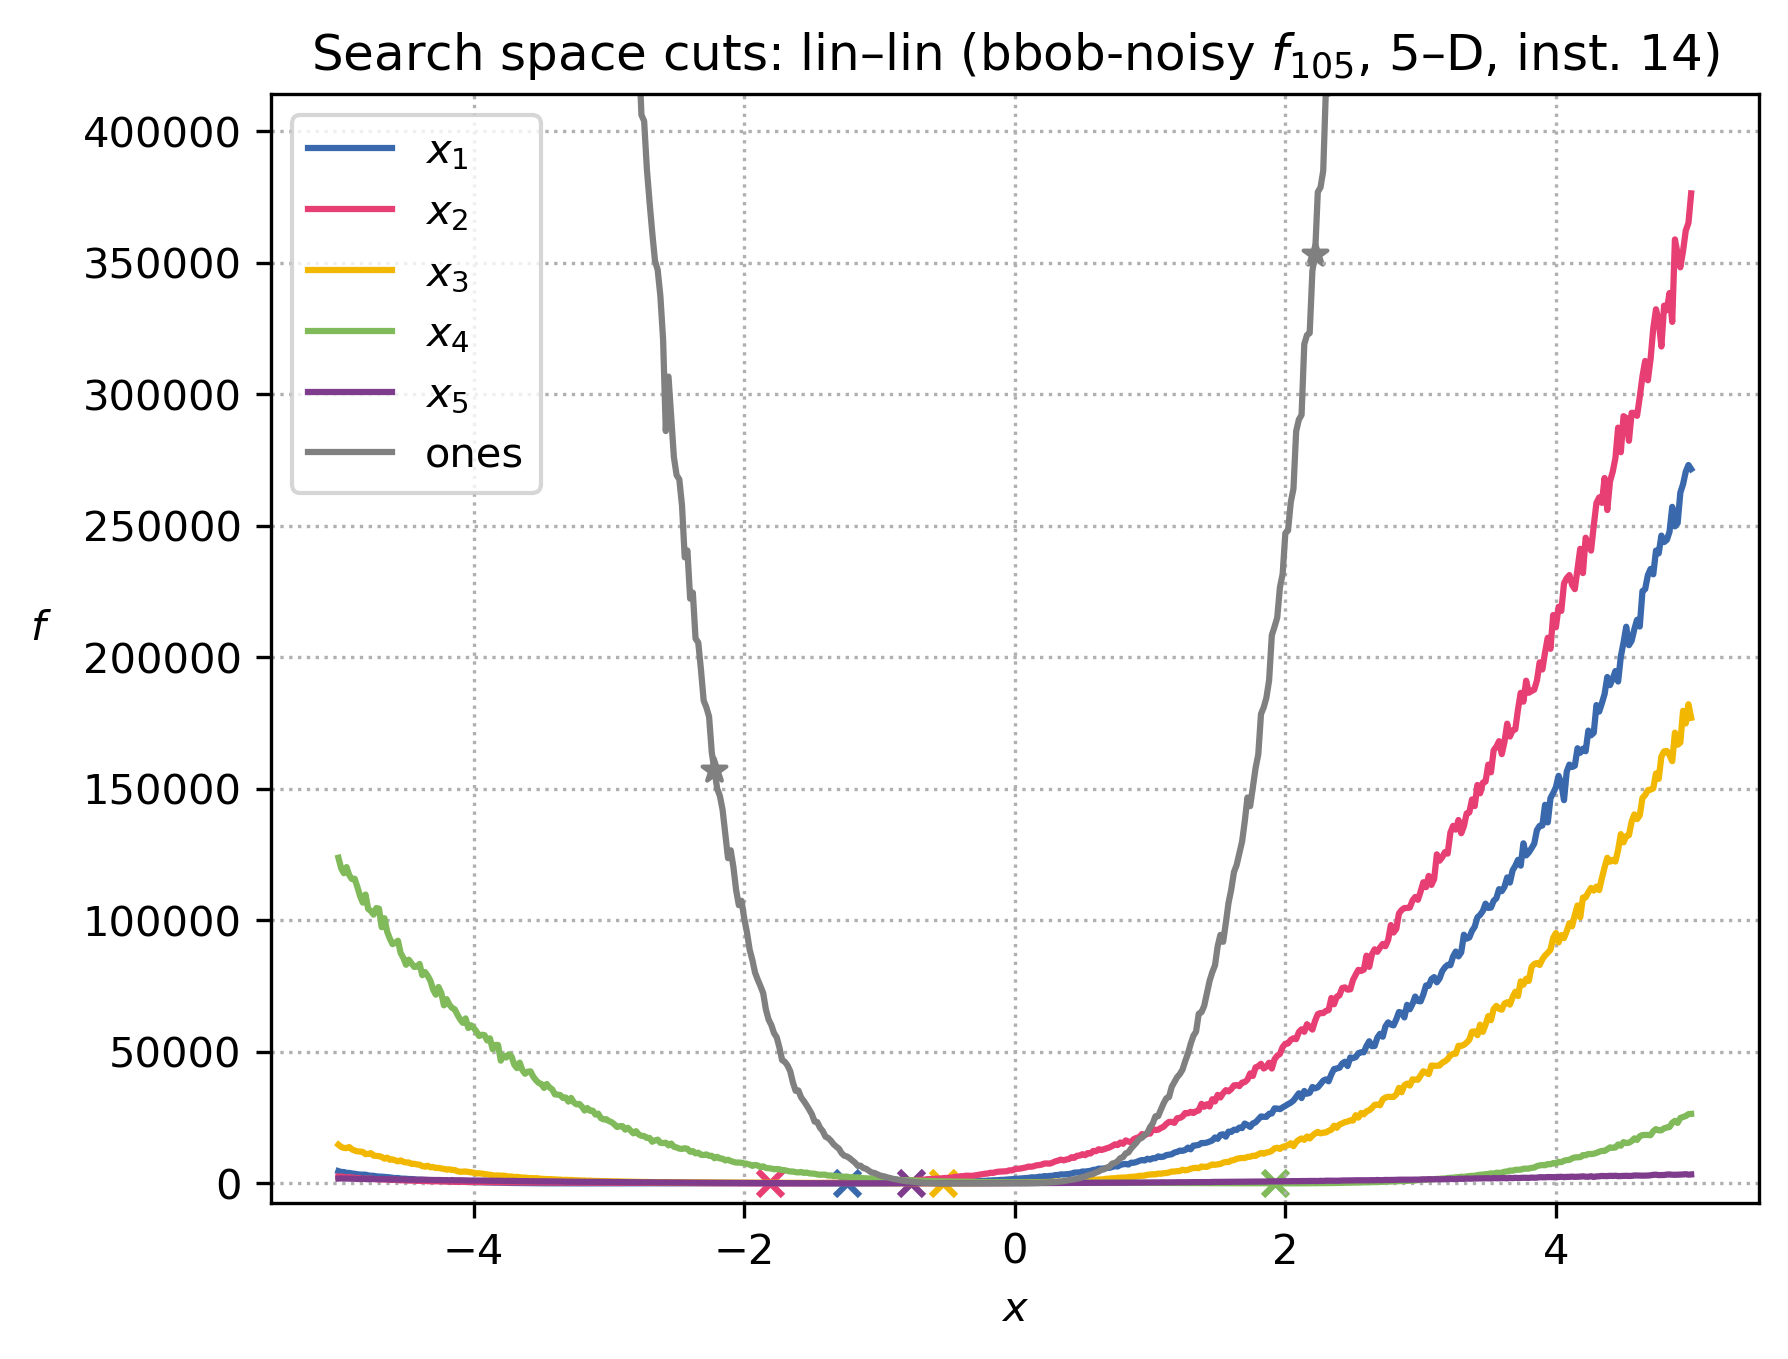 Search space cuts: lin–lin (bbob-noisy f₁₀₅, 5–D, inst. 14)
400000
350000
300000
250000
200000
150000
100000
50000
0
f
x₁
x₂
x₃
x₄
x₅
ones
−4 −2 0 2 4
x